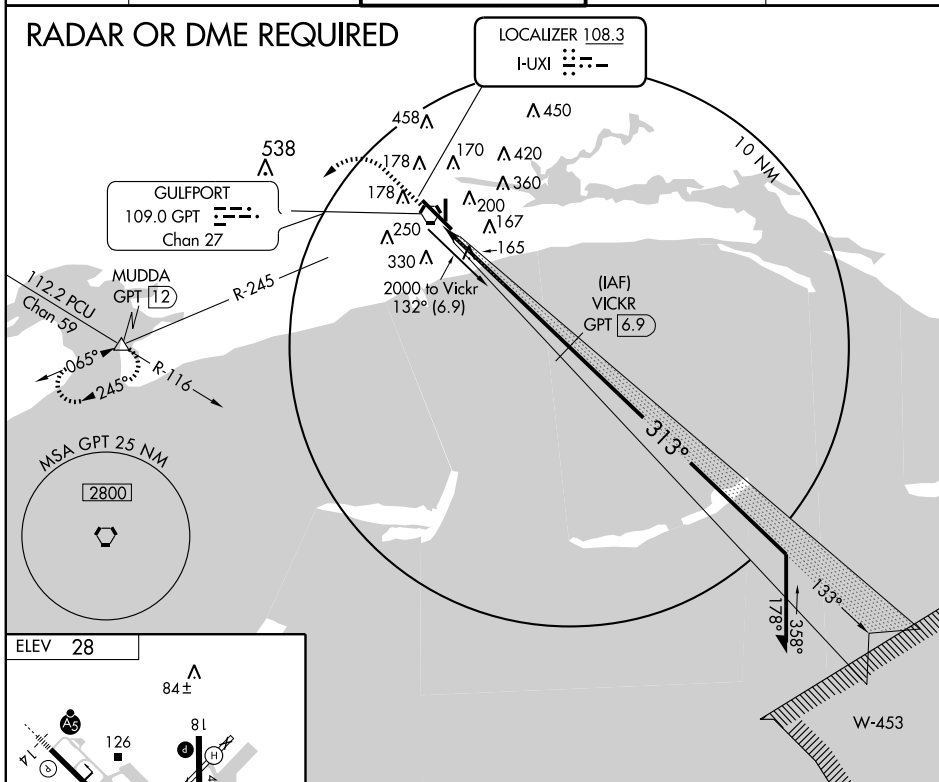 RADAR OR DME REQUIRED
LOCALIZER 108.3
I-UXI
10 NM
458
450
538
178
170
420
360
178
200
167
250
165
330
GULFPORT
109.0 GPT
Chan 27
2000 to Vickr
132° (6.9)
(IAF)
VICKR
GPT 6.9
MUDDA
GPT 12
R-245
112.2 PCU
Chan 59
065°
245°
R-116
313°
MSA GPT 25 NM
2800
133°
178°
358°
W-453
ELEV 28
84±
A5
126
18
P
H
14
P
4